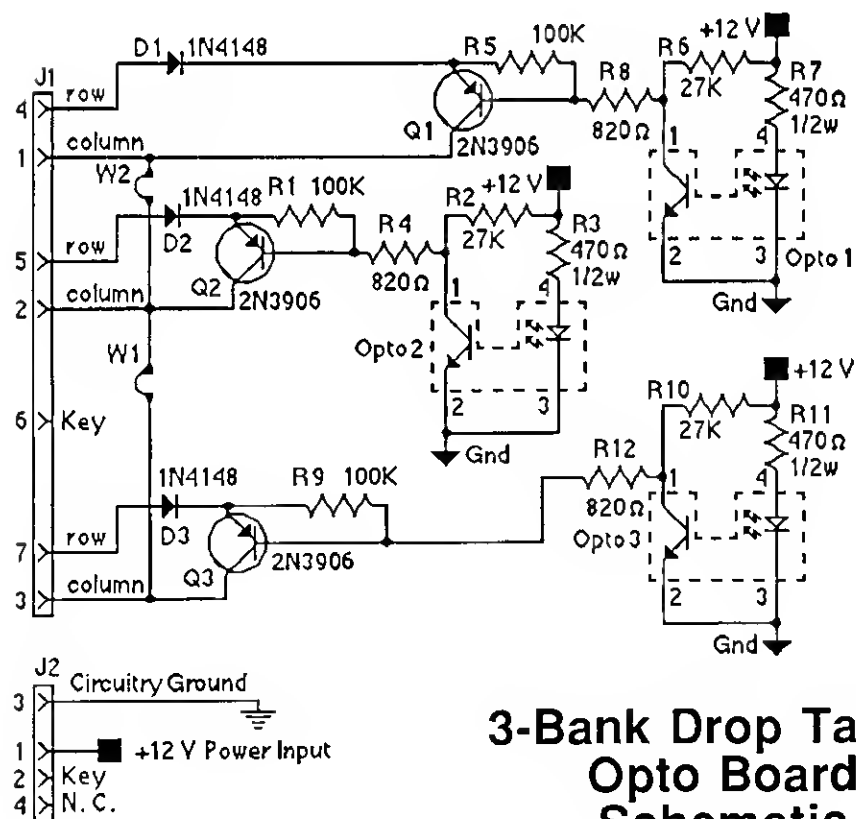 D1 1N4148
R5 100K
+12 V
R6 27K
R7 470Ω 1/2w
R8 820Ω
J1
4 row
1 column
Q1 2N3906
1 4
2 3
Opto 1
Gnd
W2
1N4148
D2
R1 100K
R2 27K
+12 V
R3 470Ω 1/2w
R4 820Ω
5 row
2 column
Q2 2N3906
1 4
Opto 2
2 3
Gnd
W1
6 Key
+12 V
R10 27K
R11 470Ω 1/2w
R12 820Ω
1N4148
D3
R9 100K
7 row
3 column
Q3 2N3906
1 4
Opto 3
2 3
Gnd
J2
3 Circuitry Ground
1 +12 V Power Input
2 Key
4 N.C.
3-Bank Drop Ta
Opto Board
Schematic